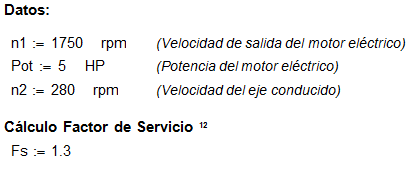 Datos:
n1 := 1750 rpm (Velocidad de salida del motor eléctrico)
Pot := 5 HP (Potencia del motor eléctrico)
n2 := 280 rpm (Velocidad del eje conducido)
Cálculo Factor de Servicio 12
Fs := 1.3